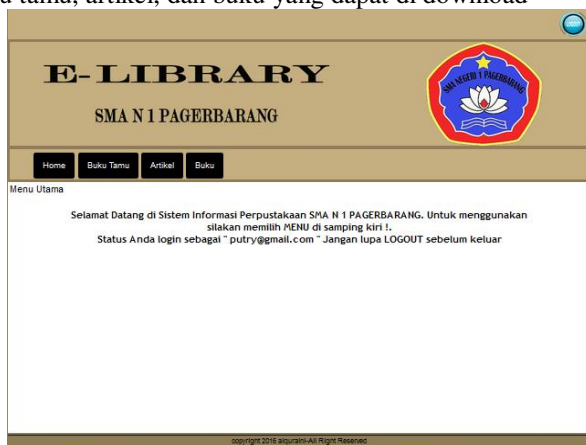 u tamu, artikel, dan buku yang dapat di download
E-LIBRARY
SMA N 1 PAGERBARANG
SMA NEGERI 1 PAGERBARANG
Home Buku Tamu Artikel Buku
Menu Utama
Selamat Datang di Sistem Informasi Perpustakaan SMA N 1 PAGERBARANG. Untuk menggunakan
silakan memilih MENU di samping kiri !.
Status Anda login sebagai " putry@gmail.com " Jangan lupa LOGOUT sebelum keluar
copyright 2016 alquraini-All Right Reserved